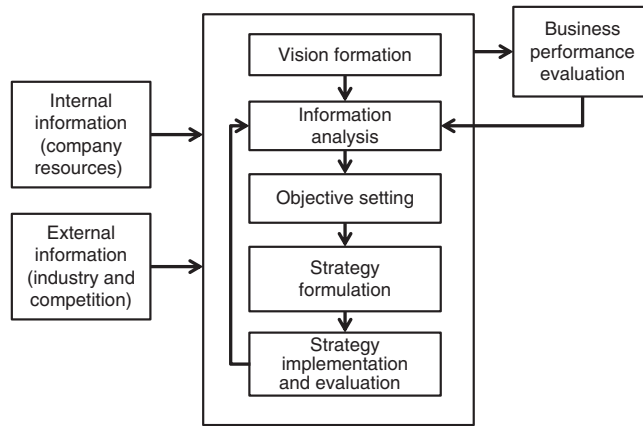 Internal
information
(company
resources)
External
information
(industry and
competition)
Vision formation
Information
analysis
Objective setting
Strategy
formulation
Strategy
implementation
and evaluation
Business
performance
evaluation